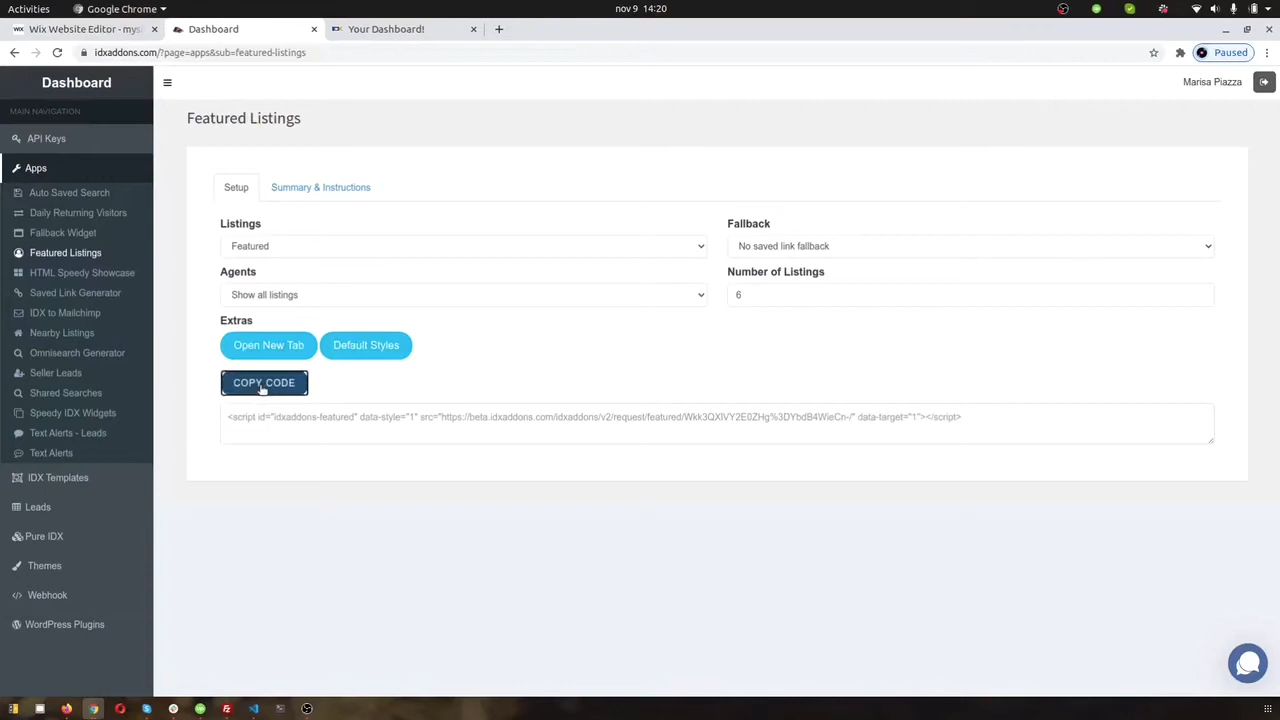 Activities
Google Chrome
nov 9 14:20
Wix Website Editor - mysi
Dashboard
Your Dashboard!
idxaddons.com/?page=apps&sub=featured-listings
Paused
Dashboard
Marisa Piazza
MAIN NAVIGATION
API Keys
Apps
Auto Saved Search
Daily Returning Visitors
Fallback Widget
Featured Listings
HTML Speedy Showcase
Saved Link Generator
IDX to Mailchimp
Nearby Listings
Omnisearch Generator
Seller Leads
Shared Searches
Speedy IDX Widgets
Text Alerts - Leads
Text Alerts
IDX Templates
Leads
Pure IDX
Themes
Webhook
WordPress Plugins
Featured Listings
Setup
Summary & Instructions
Listings
Fallback
Featured
No saved link fallback
Agents
Number of Listings
Show all listings
6
Extras
Open New Tab
Default Styles
COPY CODE
<script id="idxaddons-featured" data-style="1" src="https://beta.idxaddons.com/idxaddons/v2/request/featured/Wkk3QXlVY2E0ZHg%3DYbdB4WieCn-/" data-target="1"></script>